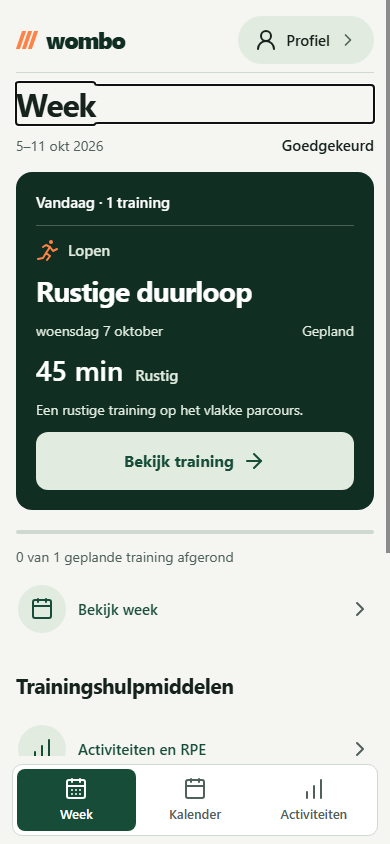 wombo
Profiel
Week
5–11 okt 2026
Goedgekeurd
Vandaag · 1 training
Lopen
Rustige duurloop
woensdag 7 oktober
Gepland
45 min Rustig
Een rustige training op het vlakke parcours.
Bekijk training
0 van 1 geplande training afgerond
Bekijk week
Trainingshulpmiddelen
Activiteiten en RPE
Week
Kalender
Activiteiten